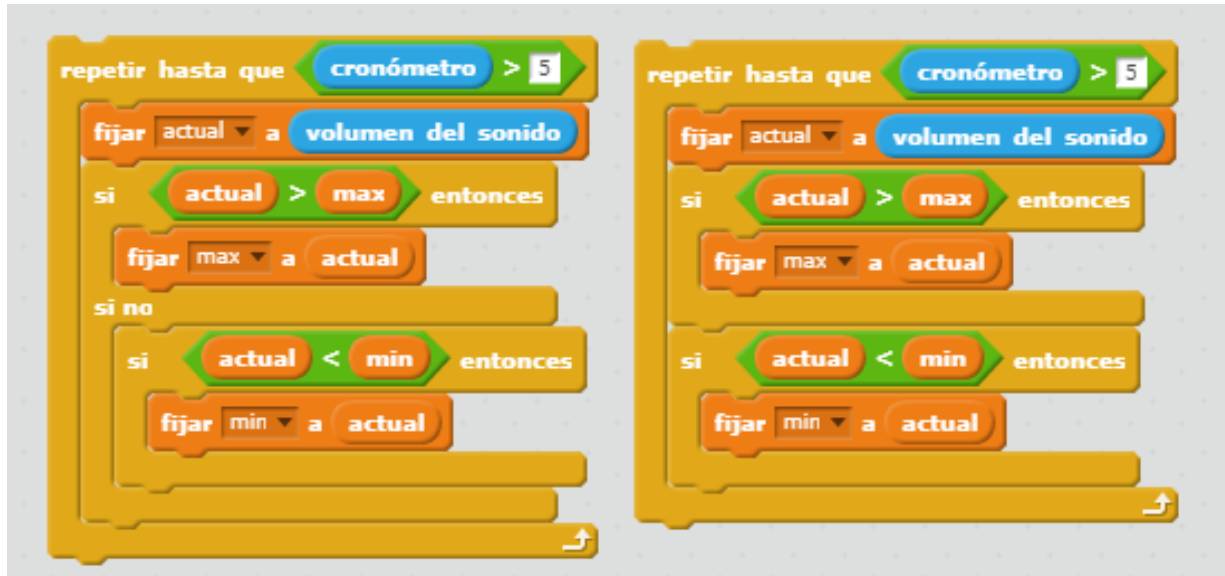 repetir hasta que cronómetro > 5
fijar actual a volumen del sonido
si actual > max entonces
fijar max a actual
si no
si actual < min entonces
fijar min a actual
repetir hasta que cronómetro > 5
fijar actual a volumen del sonido
si actual > max entonces
fijar max a actual
si actual < min entonces
fijar min a actual